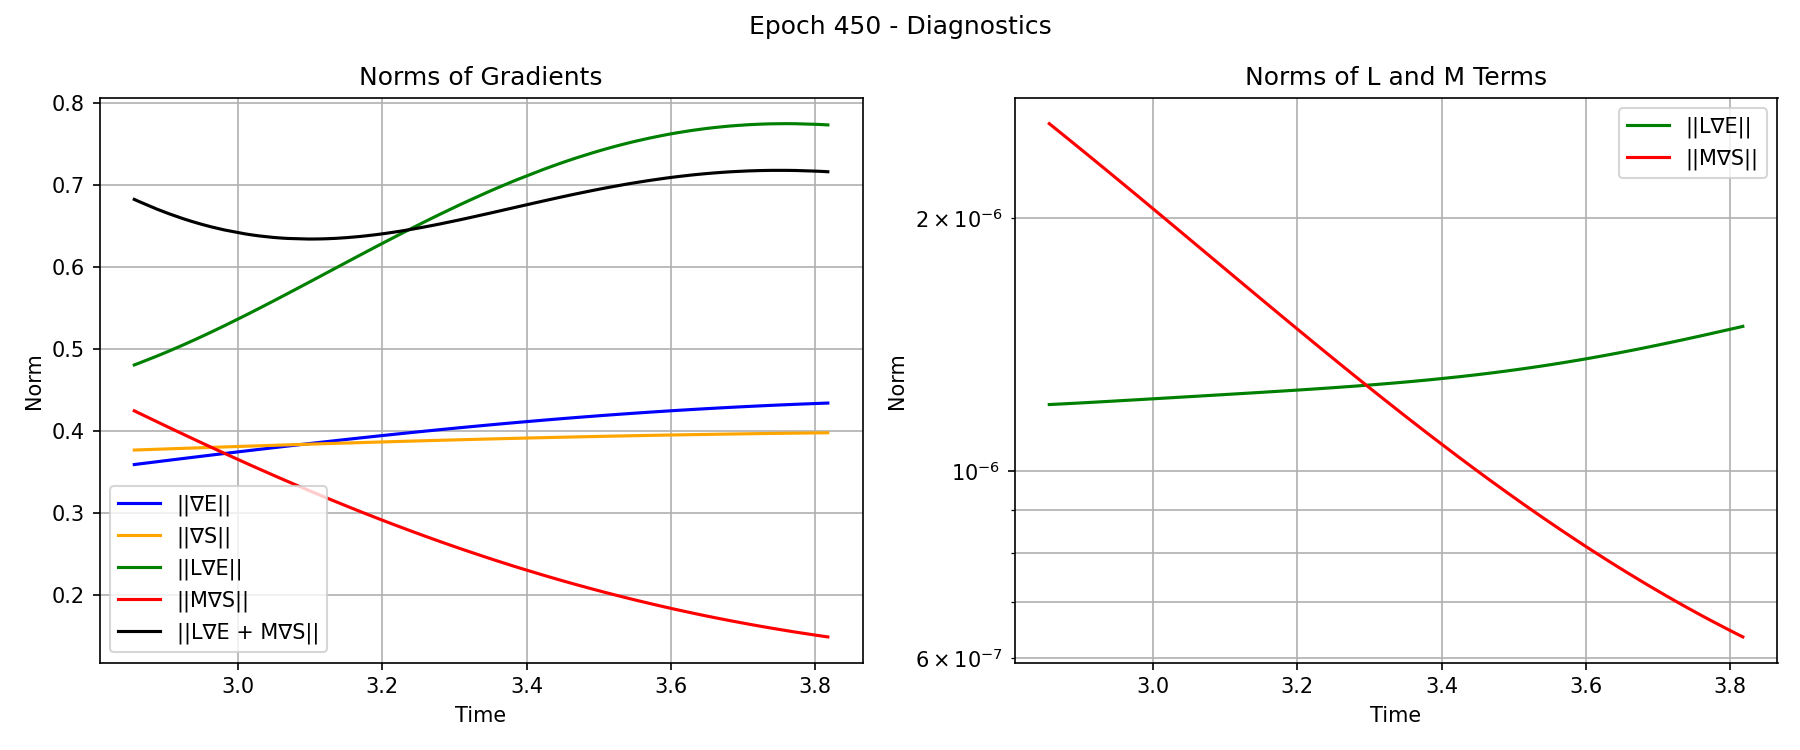 Epoch 450 - Diagnostics
Norms of Gradients
Norm
0.8
0.7
0.6
0.5
0.4
0.3
0.2
||∇E||
||∇S||
||L∇E||
||M∇S||
||L∇E + M∇S||
3.0 3.2 3.4 3.6 3.8
Time
Norms of L and M Terms
Norm
2 × 10⁻⁶
10⁻⁶
6 × 10⁻⁷
||L∇E||
||M∇S||
3.0 3.2 3.4 3.6 3.8
Time